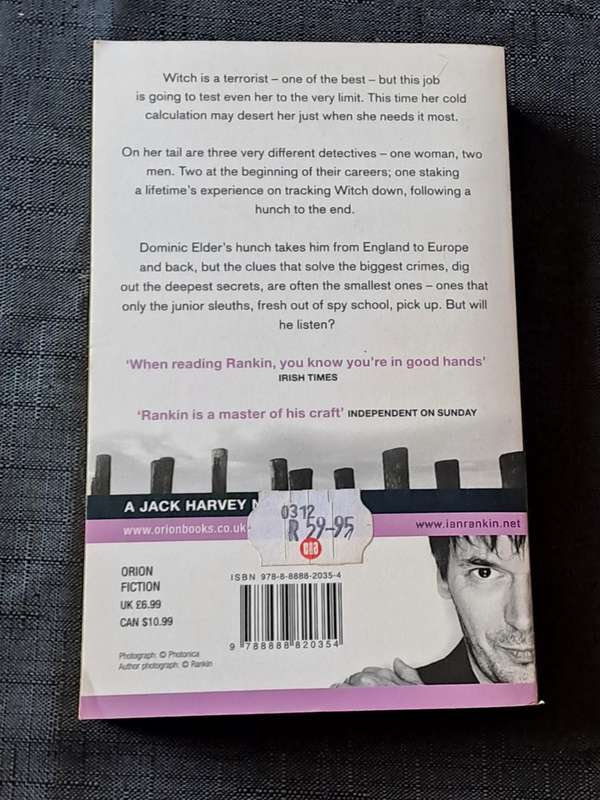 Witch is a terrorist – one of the best – but this job
is going to test even her to the very limit. This time her cold
calculation may desert her just when she needs it most.
On her tail are three very different detectives – one woman, two
men. Two at the beginning of their careers; one staking
a lifetime's experience on tracking Witch down, following a
hunch to the end.
Dominic Elder's hunch takes him from England to Europe
and back, but the clues that solve the biggest crimes, dig
out the deepest secrets, are often the smallest ones – ones that
only the junior sleuths, fresh out of spy school, pick up. But will
he listen?
'When reading Rankin, you know you're in good hands'
IRISH TIMES
'Rankin is a master of his craft' INDEPENDENT ON SUNDAY
A JACK HARVEY N
0312
R 59-95
cna
www.orionbooks.co.uk
www.ianrankin.net
ORION
FICTION
UK £6.99
CAN $10.99
ISBN 978-8-8888-2035-4
9 788888 820354
Photograph: © Photonica
Author photograph: © Rankin